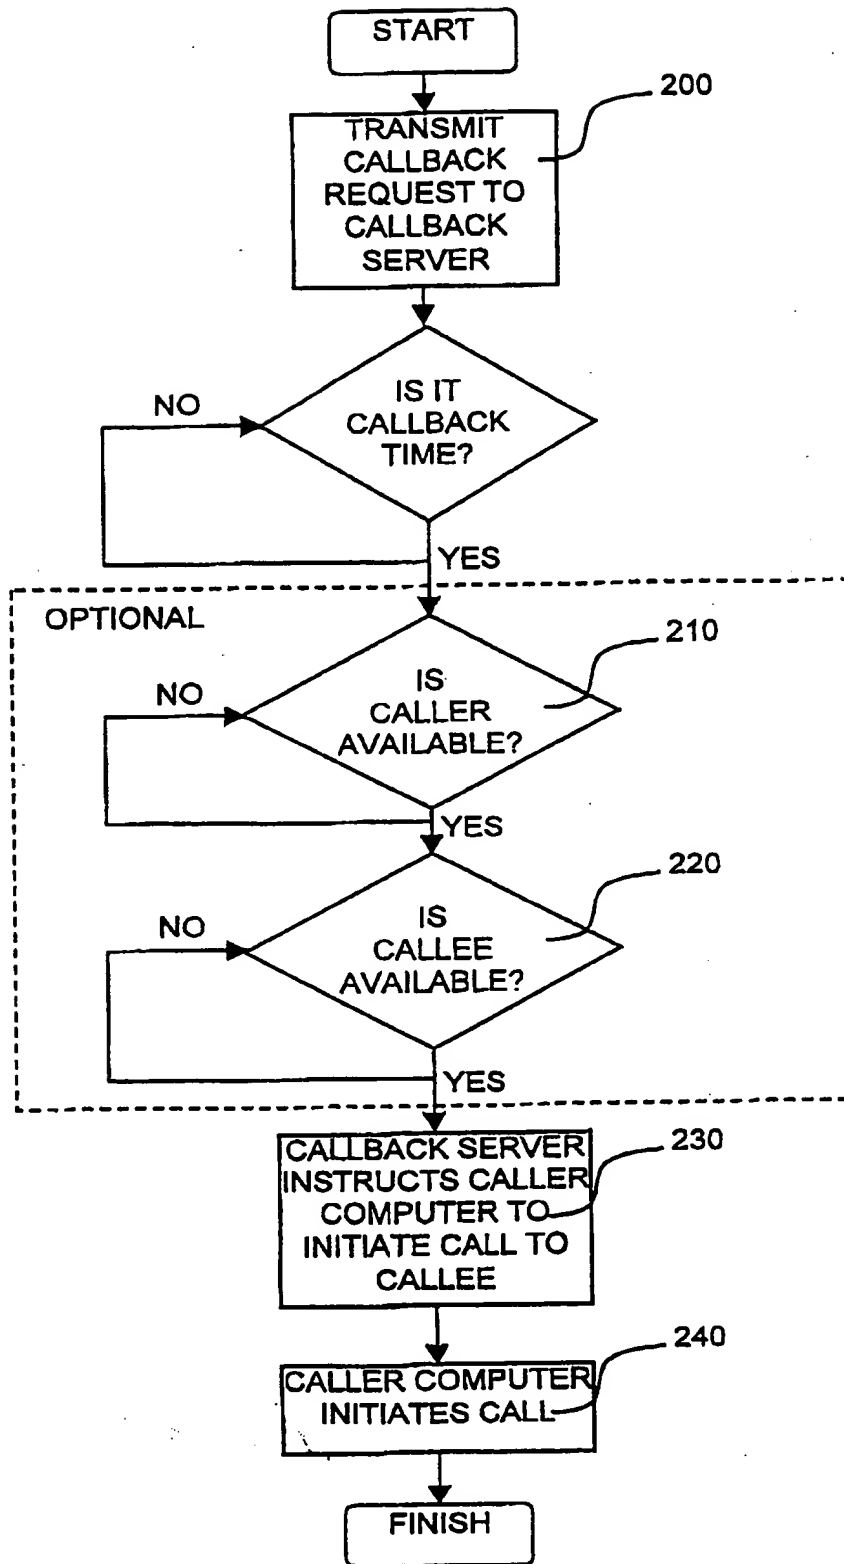 START
200
TRANSMIT
CALLBACK
REQUEST TO
CALLBACK
SERVER
IS IT
CALLBACK
TIME?
NO
YES
OPTIONAL
210
IS
CALLER
AVAILABLE?
NO
YES
220
IS
CALLEE
AVAILABLE?
NO
YES
230
CALLBACK SERVER
INSTRUCTS CALLER
COMPUTER TO
INITIATE CALL TO
CALLEE
240
CALLER COMPUTER
INITIATES CALL
FINISH